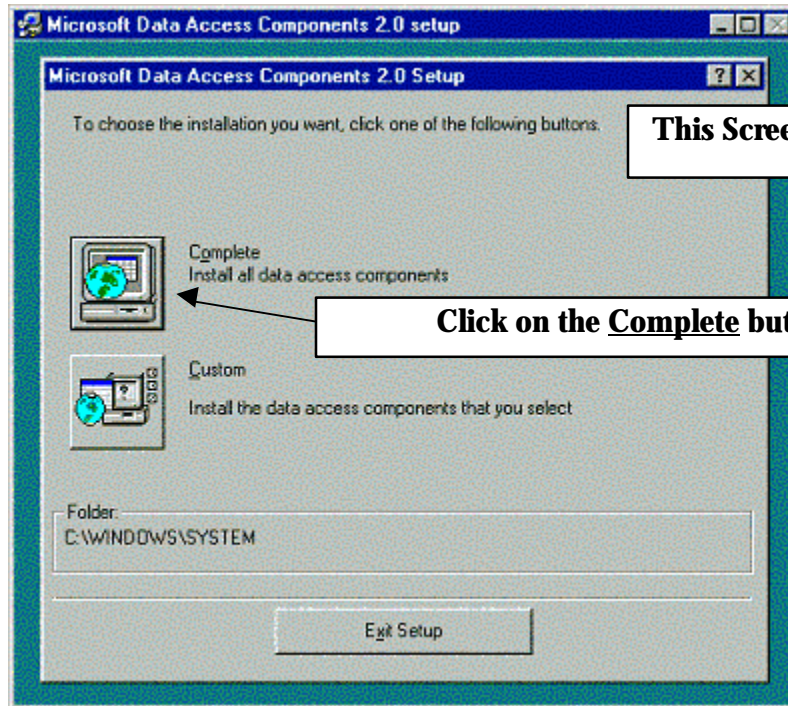 Microsoft Data Access Components 2.0 setup
Microsoft Data Access Components 2.0 Setup
To choose the installation you want, click one of the following buttons.
This
Complete
Install all data access components
Click on the Complete
Custom
Install the data access components that you select
Folder:
C:\WINDOWS\SYSTEM
Exit Setup